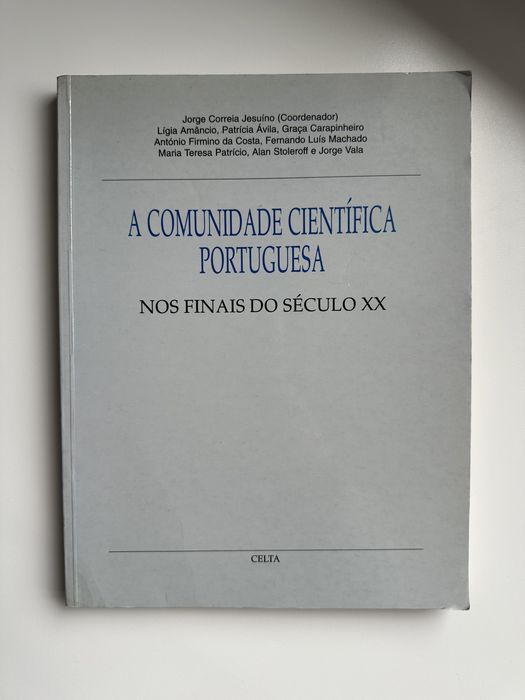 Jorge Correia Jesuíno (Coordenador)
Lígia Amâncio, Patrícia Ávila, Graça Carapinheiro
António Firmino da Costa, Fernando Luís Machado
Maria Teresa Patrício, Alan Stoleroff e Jorge Vala
A COMUNIDADE CIENTÍFICA
PORTUGUESA
NOS FINAIS DO SÉCULO XX
CELTA